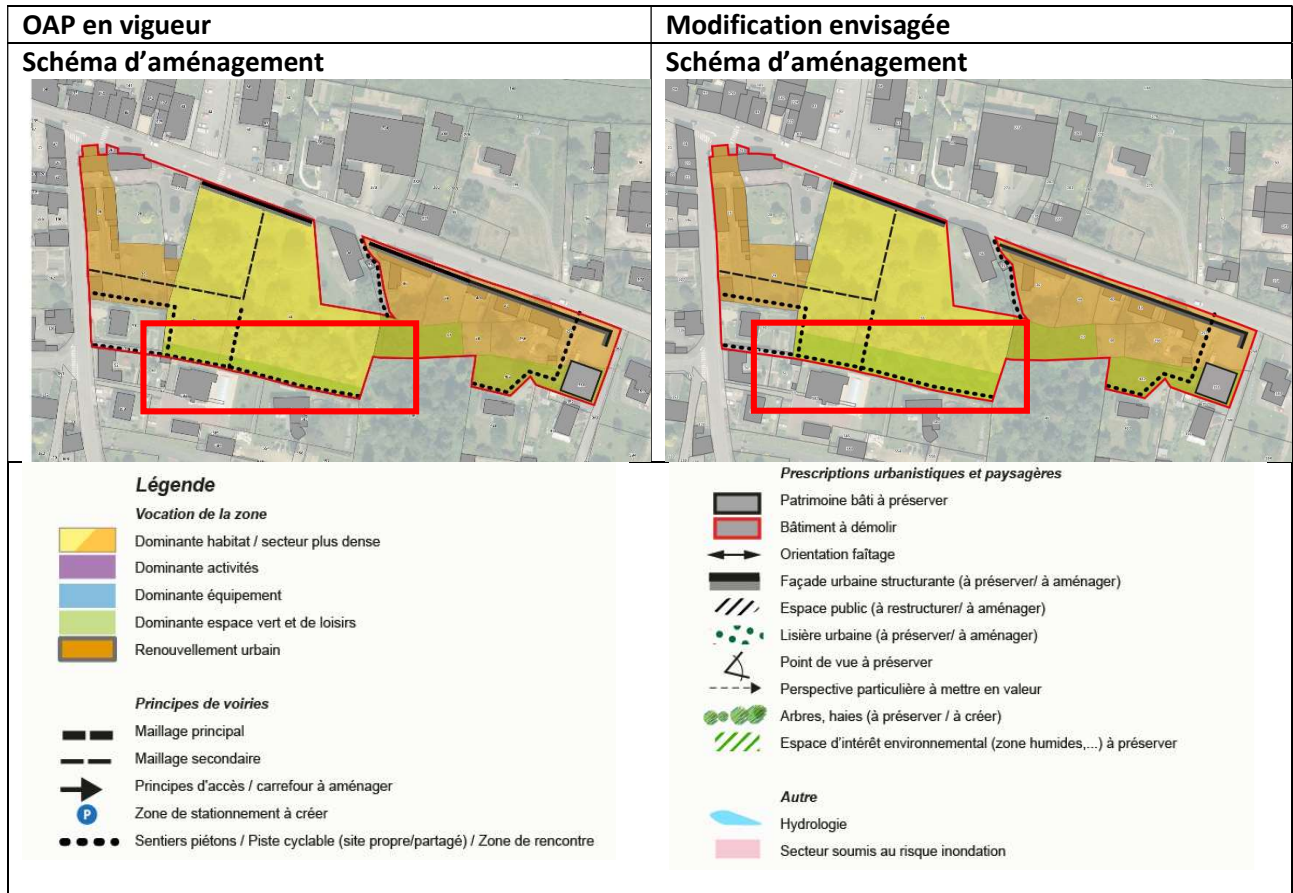 OAP en vigueur
Modification envisagée
Schéma d’aménagement
Schéma d’aménagement
Légende
Vocation de la zone
Dominante habitat / secteur plus dense
Dominante activités
Dominante équipement
Dominante espace vert et de loisirs
Renouvellement urbain
Principes de voiries
Maillage principal
Maillage secondaire
Principes d'accès / carrefour à aménager
P
Zone de stationnement à créer
Sentiers piétons / Piste cyclable (site propre/partagé) / Zone de rencontre
Prescriptions urbanistiques et paysagères
Patrimoine bâti à préserver
Bâtiment à démolir
Orientation faîtage
Façade urbaine structurante (à préserver/ à aménager)
Espace public (à restructurer/ à aménager)
Lisière urbaine (à préserver/ à aménager)
Point de vue à préserver
Perspective particulière à mettre en valeur
Arbres, haies (à préserver / à créer)
Espace d'intérêt environnemental (zone humides,...) à préserver
Autre
Hydrologie
Secteur soumis au risque inondation